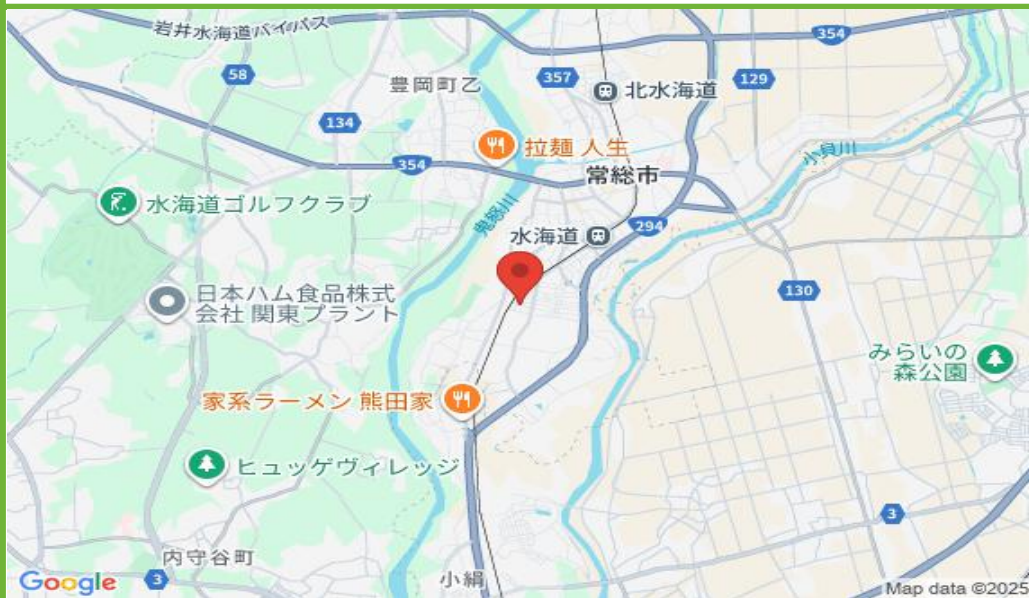 岩井水海道バイパス
354
58
豊岡町乙
357
北水海道
129
134
拉麺 人生
小貝川
354
常総市
水海道ゴルフクラブ
鬼怒川
水海道
294
日本ハム食品株式
会社 関東プラント
130
みらいの
森公園
家系ラーメン 熊田家
ヒュッゲヴィレッジ
3
内守谷町
Google
3
小絹
Map data ©2025